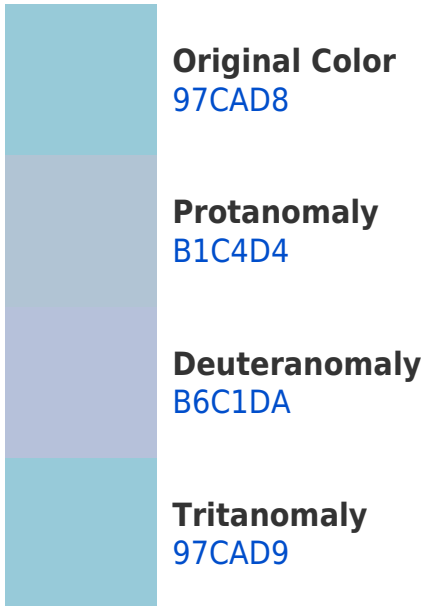 Original Color
97CAD8
Protanomaly
B1C4D4
Deuteranomaly
B6C1DA
Tritanomaly
97CAD9